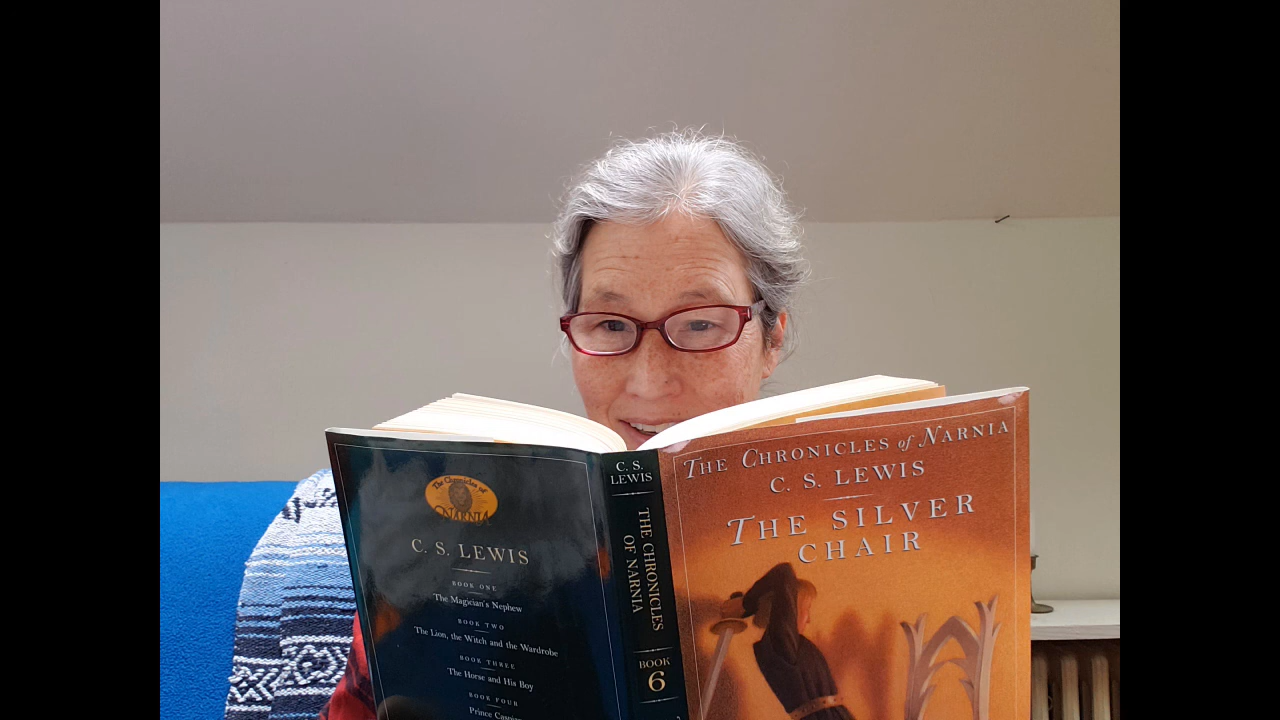 The Chronicles of
NARNIA
C. S. LEWIS
BOOK ONE
The Magician's Nephew
BOOK TWO
The Lion, the Witch and the Wardrobe
BOOK THREE
The Horse and His Boy
BOOK FOUR
Prince
C. S.
LEWIS
THE CHRONICLES
OF NARNIA
BOOK
6
THE CHRONICLES of NARNIA
C. S. LEWIS
THE SILVER
CHAIR